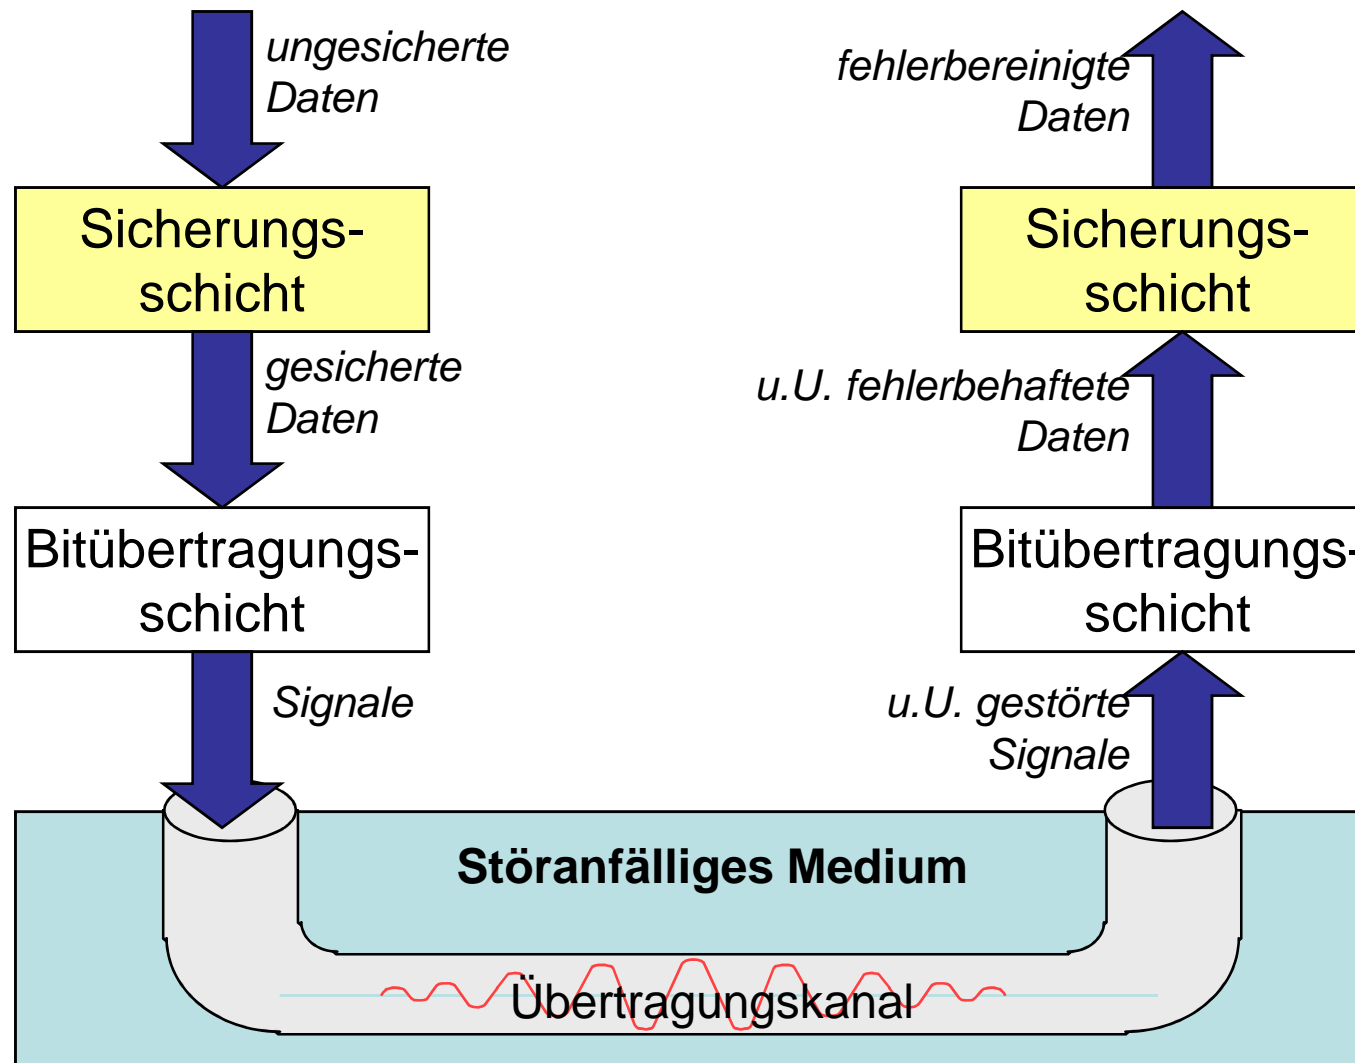 ungesicherte
Daten
Sicherungs-
schicht
gesicherte
Daten
Bitübertragungs-
schicht
Signale
fehlerbereinigte
Daten
Sicherungs-
schicht
u.U. fehlerbehaftete
Daten
Bitübertragungs-
schicht
u.U. gestörte
Signale
Störanfälliges Medium
Übertragungskanal